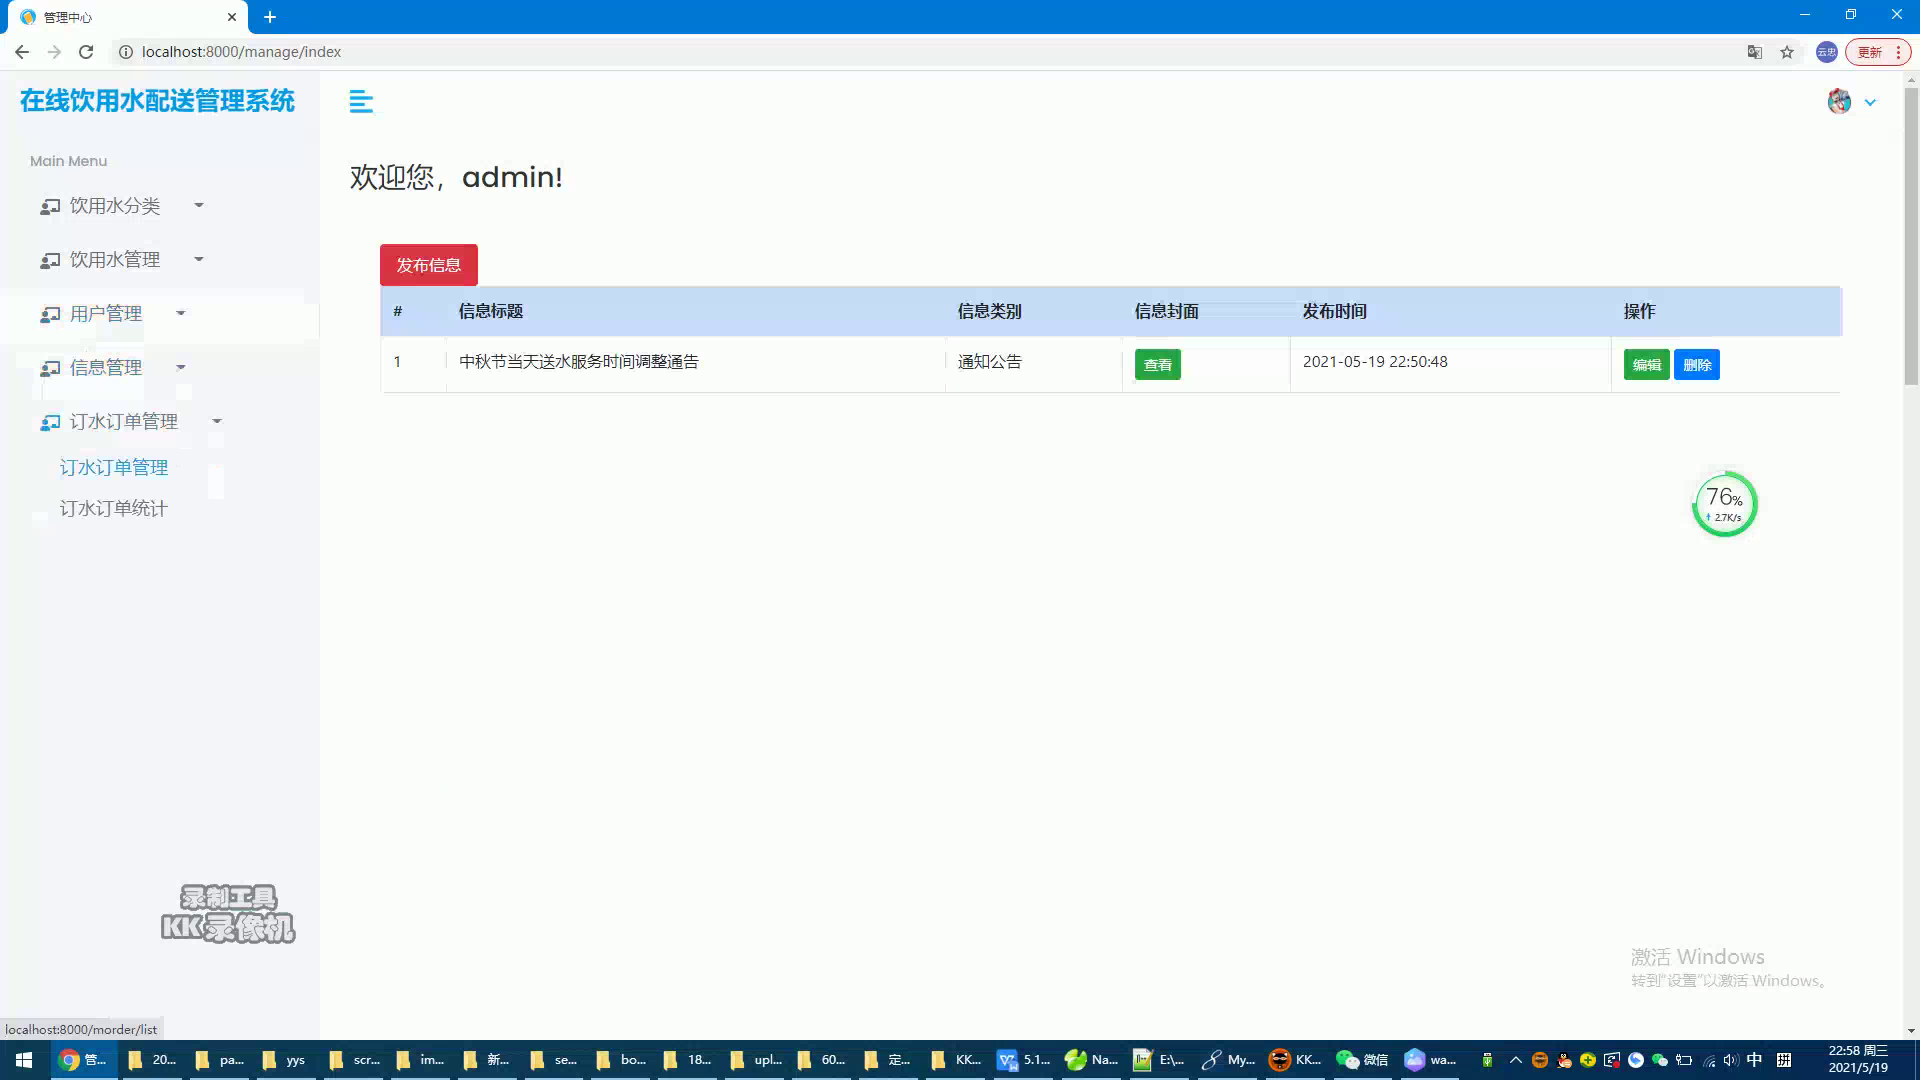 管理中心
localhost:8000/manage/index
云忠
更新
在线饮用水配送管理系统
Main Menu
饮用水分类
饮用水管理
用户管理
信息管理
订水订单管理
订水订单管理
订水订单统计
欢迎您，admin!
发布信息
# 信息标题 信息类别 信息封面 发布时间 操作
1 中秋节当天送水服务时间调整通告 通知公告 查看 2021-05-19 22:50:48 编辑 删除
76%
↑ 2.7K/s
录制工具
KK录像机
激活 Windows
转到"设置"以激活 Windows。
localhost:8000/morder/list
管... 20... pa... yys scr... im... 新... se... bo... 18... upl... 60... 定... KK... 5.1... Na... E:\... My... KK... 微信 wa... 中 拼
22:58 周三
2021/5/19